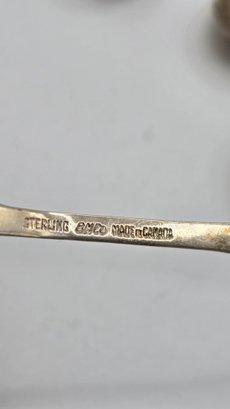 STERLING BMCo MADE IN CANADA